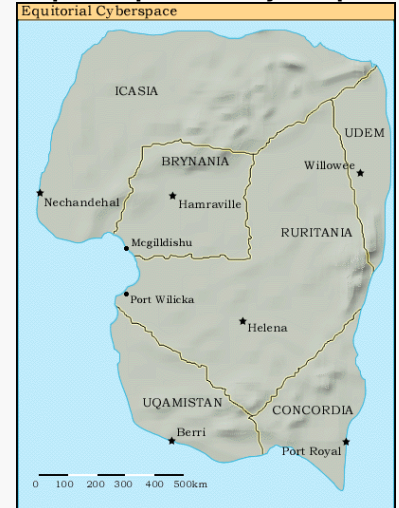 Equitorial Cyberspace
ICASIA
UDEM
BRYNANIA
Willowee
Nechandehal
Hamraville
RURITANIA
Mcgilldishu
Port Wilicka
Helena
UQAMISTAN
CONCORDIA
Berri
Port Royal
0 100 200 300 400 500km